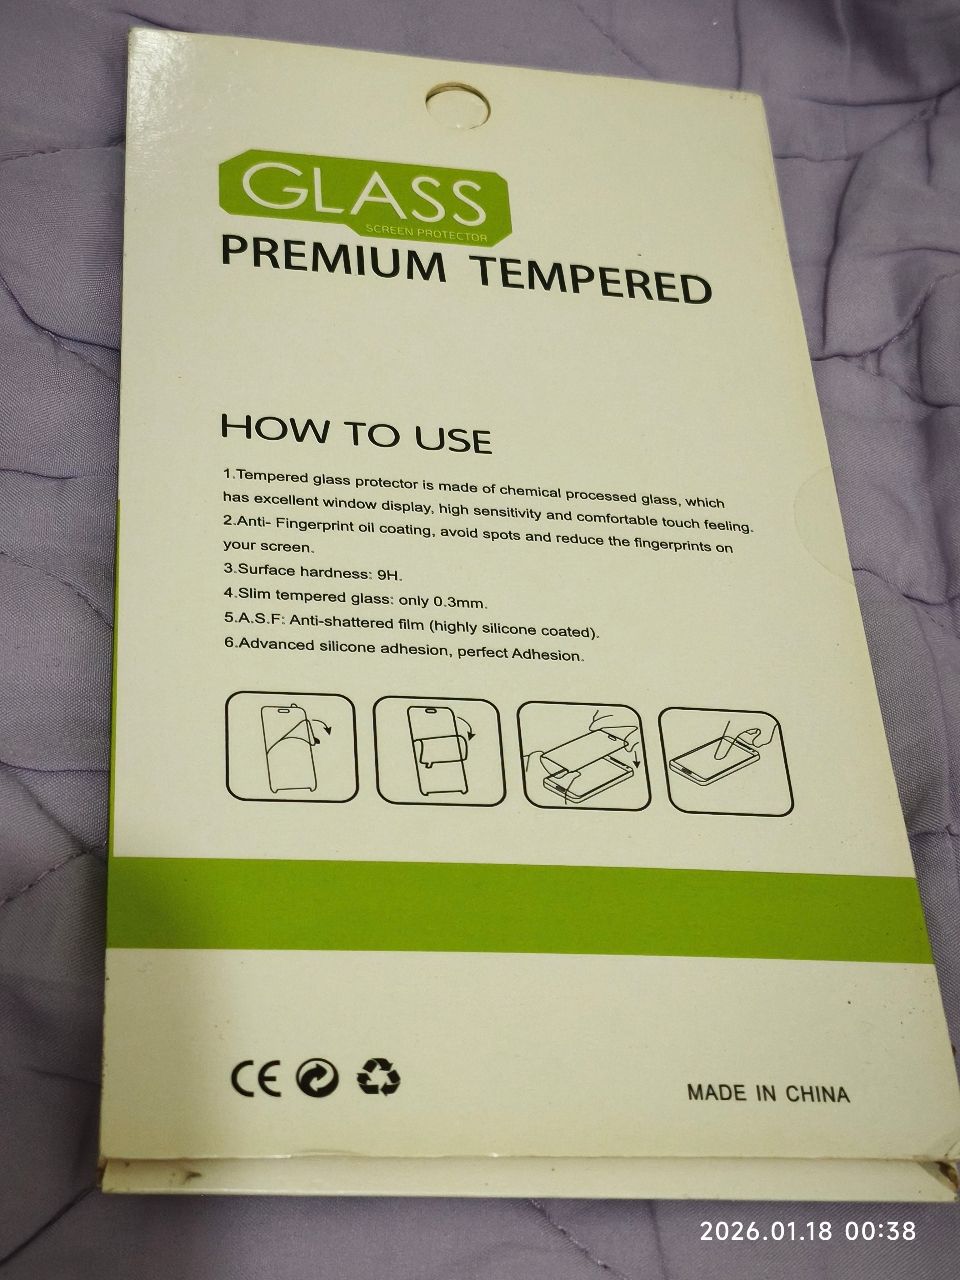 GLASS
SCREEN PROTECTOR
PREMIUM TEMPERED
HOW TO USE
1.Tempered glass protector is made of chemical processed glass, which
has excellent window display, high sensitivity and comfortable touch feeling.
2.Anti- Fingerprint oil coating, avoid spots and reduce the fingerprints on
your screen.
3.Surface hardness: 9H.
4.Slim tempered glass: only 0.3mm.
5.A.S.F: Anti-shattered film (highly silicone coated).
6.Advanced silicone adhesion, perfect Adhesion.
CE
MADE IN CHINA
2026.01.18 00:38